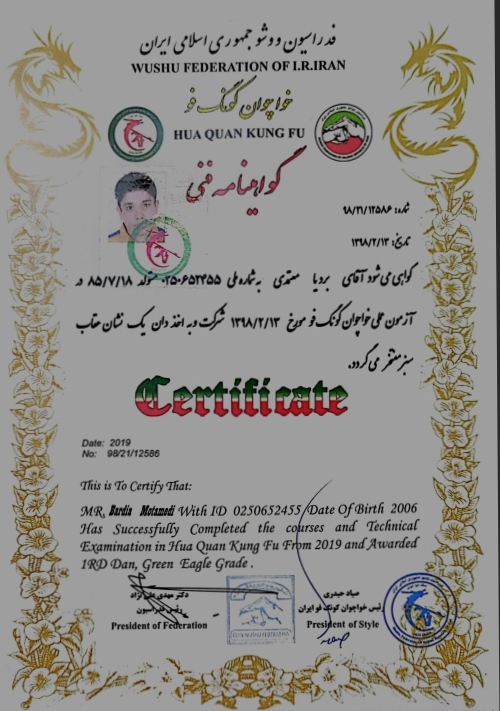 فدراسیون ووشو جمهوری اسلامی ایران
WUSHU FEDERATION OF I.R.IRAN
خواچوان کونگ فو
HUA QUAN KUNG FU
گواهینامه فنی
شماره: ۹۸/۲۱/۱۲۵۸۶
تاریخ: ۱۳۹۸/۲/۱۳
گواهی می شود آقای بردیا معتمدی به شماره ملی ۰۲۵۰۶۵۲۴۵۵ متولد ۸۵/۷/۱۸ در
آزمون ملی خواچوان کونگ فو مورخ ۱۳۹۸/۲/۱۳ شرکت و به اخذ دان یک نشان عقاب
سبز مفتخر می گردد.
Certificate
Date: 2019
No: 98/21/12586
This is To Certify That:
MR, Bardia Motamedi With ID 0250652455 Date Of Birth 2006
Has Successfully Completed the courses and Technical
Examination in Hua Quan Kung Fu From 2019 and Awarded
1RD Dan, Green Eagle Grade .
دکتر مهدی نژاد
رئیس فدراسیون
President of Federation
صیاد حیدری
رئیس خواچوان کونگ فو ایران
President of Style